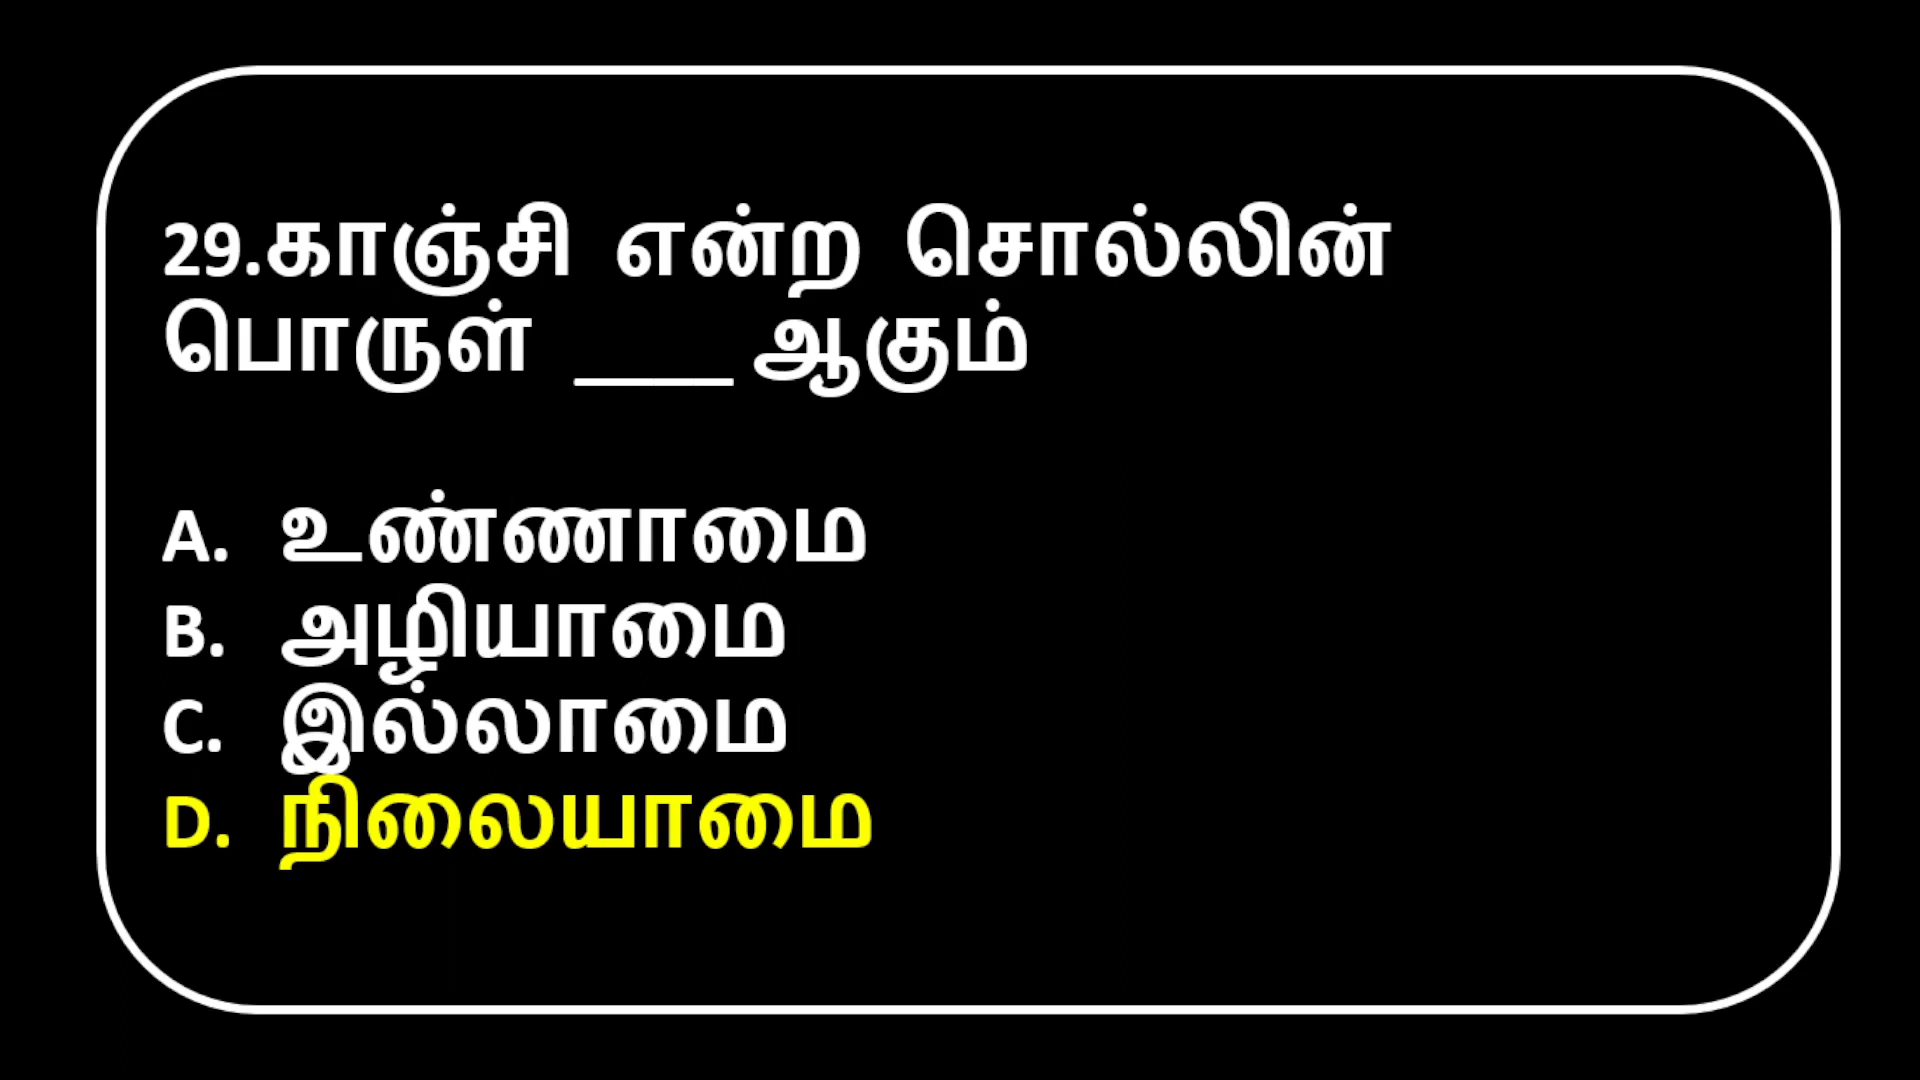 29.காஞ்சி என்ற சொல்லின்
பொருள் ____ ஆகும்
A. உண்ணாமை
B. அழியாமை
C. இல்லாமை
D. நிலையாமை